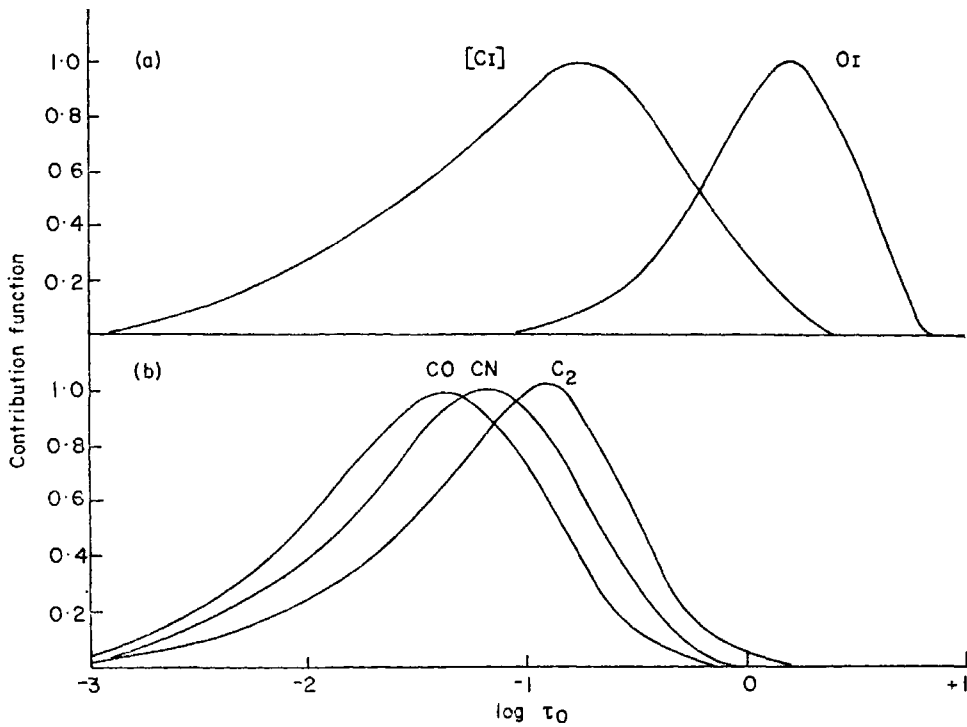 (a)
[CI]
OI
1·0
0·8
0·6
0·4
0·2
Contribution function
(b)
CO CN C₂
1·0
0·8
0·6
0·4
0·2
-3 -2 -1 0 +1
log τ₀